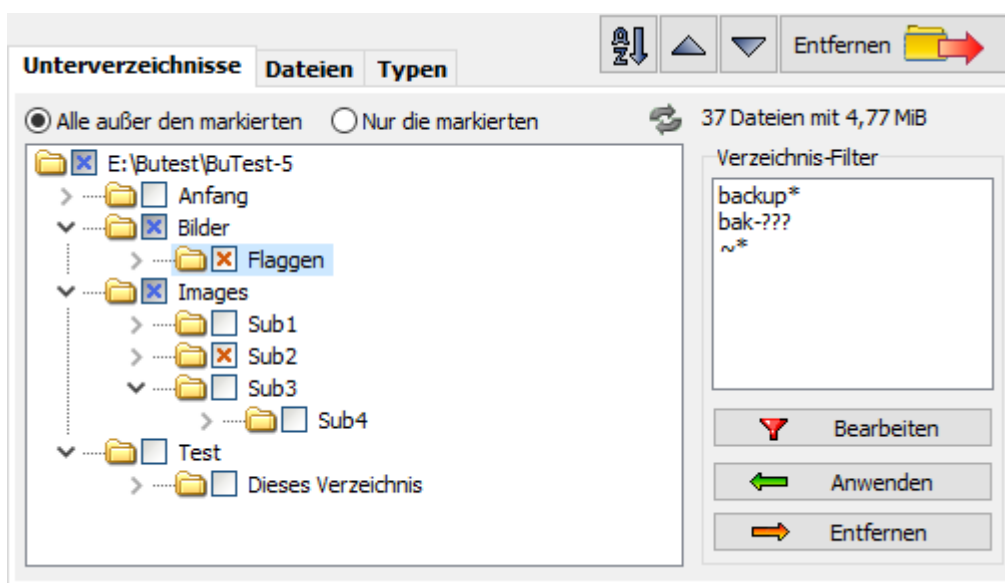 Entfernen
Unterverzeichnisse Dateien Typen
Alle außer den markierten Nur die markierten
37 Dateien mit 4,77 MiB
E:\Butest\BuTest-5
Anfang
Bilder
Flaggen
Images
Sub1
Sub2
Sub3
Sub4
Test
Dieses Verzeichnis
Verzeichnis-Filter
backup*
bak-???
~*
Bearbeiten
Anwenden
Entfernen